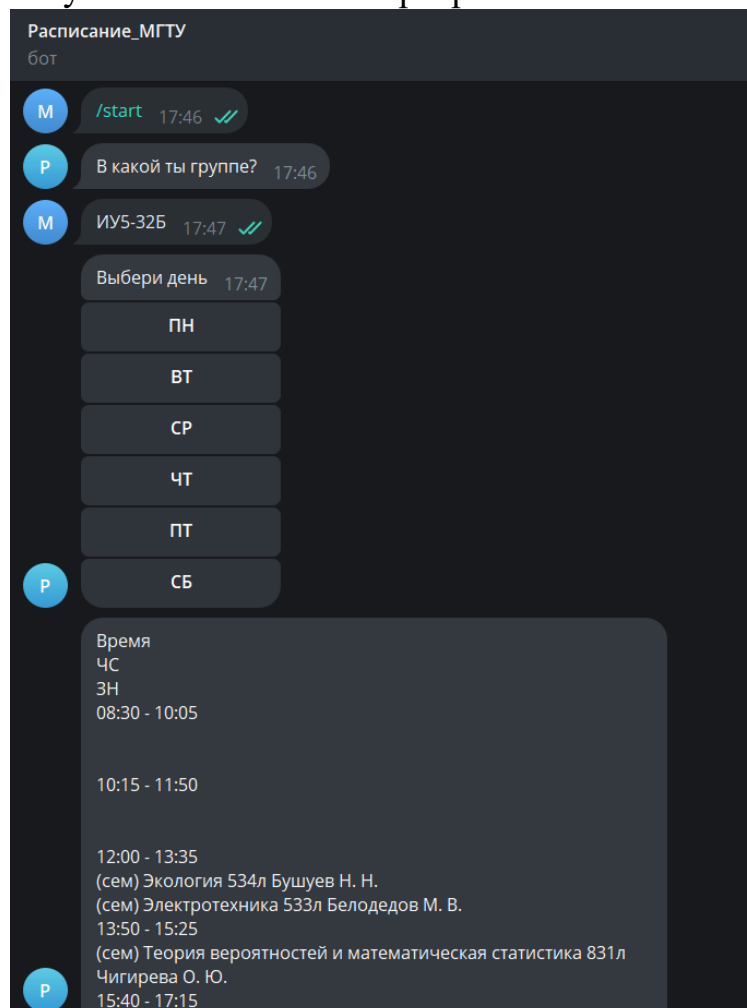 Расписание_МГТУ
бот
М
/start 17:46
Р
В какой ты группе? 17:46
М
ИУ5-32Б 17:47
Выбери день 17:47
ПН
ВТ
СР
ЧТ
ПТ
СБ
Р
Время
ЧС
ЗН
08:30 - 10:05
10:15 - 11:50
12:00 - 13:35
(сем) Экология 534л Бушуев Н. Н.
(сем) Электротехника 533л Белодедов М. В.
13:50 - 15:25
(сем) Теория вероятностей и математическая статистика 831л
Чигирева О. Ю.
Р
15:40 - 17:15